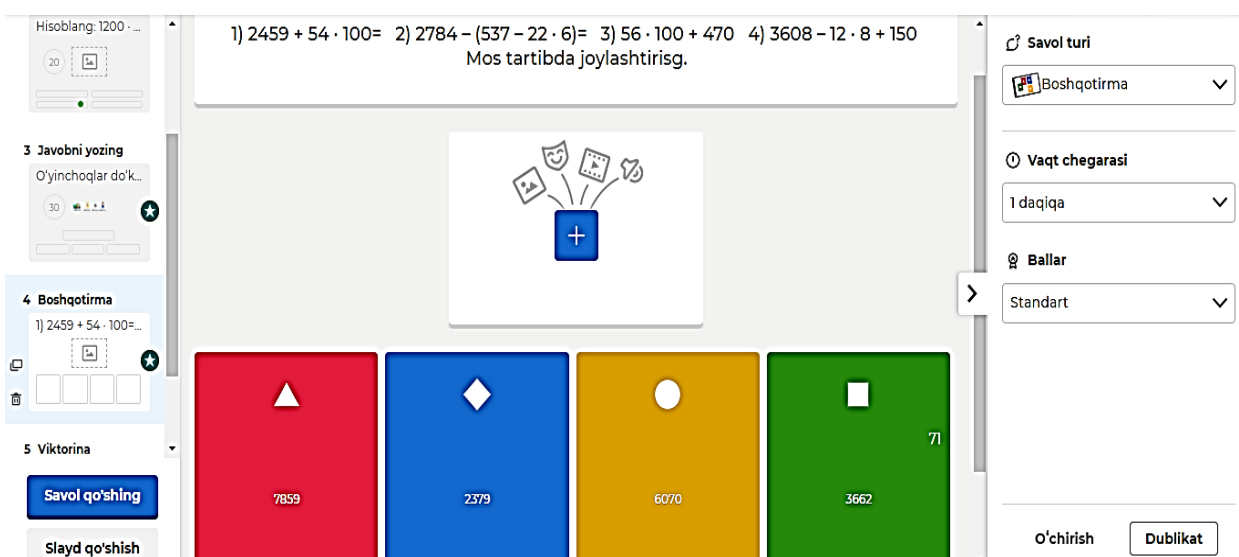 Hisoblang: 1200 · ...
20
3 Javobni yozing
O'yinchoqlar do'k...
30
4 Boshqotirma
1) 2459 + 54 · 100=...
5 Viktorina
Savol qo'shing
Slayd qo'shish
1) 2459 + 54 · 100= 2) 2784 – (537 – 22 · 6)= 3) 56 · 100 + 470 4) 3608 – 12 · 8 + 150
Mos tartibda joylashtirisg.
71
7859
2379
6070
3662
Savol turi
Boshqotirma
Vaqt chegarasi
1 daqiqa
Ballar
Standart
O'chirish
Dublikat